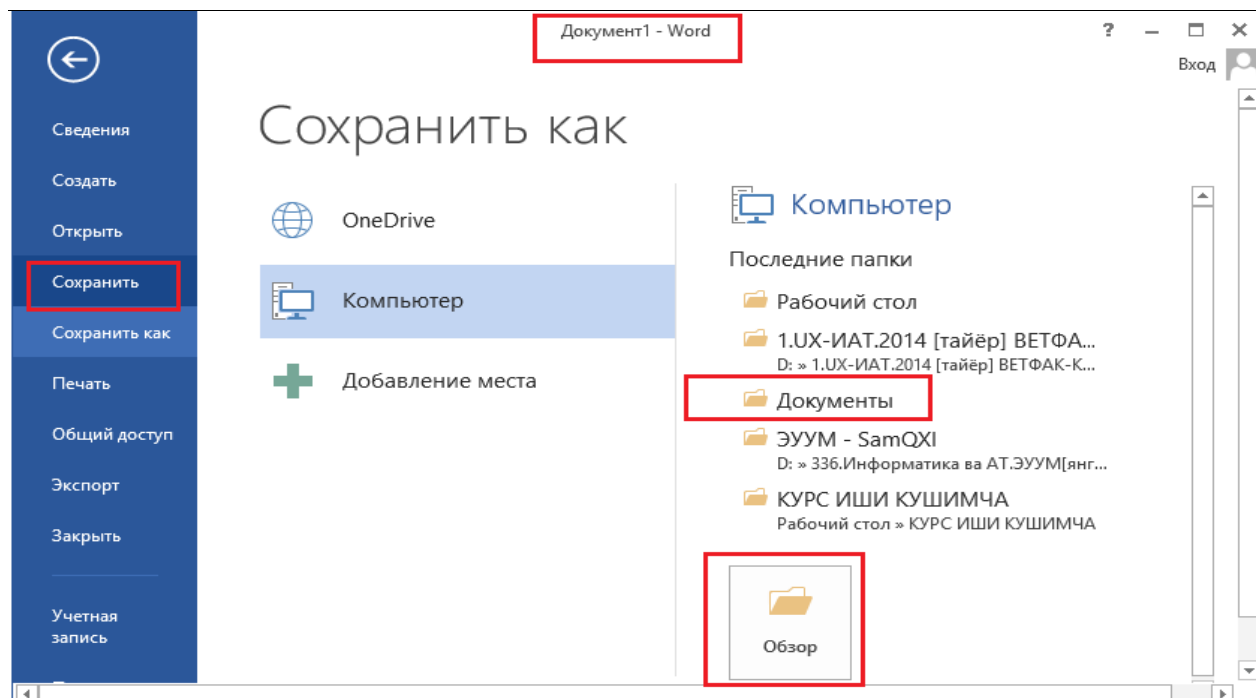 Документ1 - Word
?
Вход
Сведения
Создать
Открыть
Сохранить
Сохранить как
Печать
Общий доступ
Экспорт
Закрыть
Учетная
запись
Сохранить как
OneDrive
Компьютер
Добавление места
Компьютер
Последние папки
Рабочий стол
1.UX-ИАТ.2014 [тайёр] ВЕТФА...
D: » 1.UX-ИАТ.2014 [тайёр] ВЕТФАК-К...
Документы
ЭУУМ - SamQXI
D: » 336.Информатика ва АТ.ЭУУМ[янг...
КУРС ИШИ КУШИМЧА
Рабочий стол » КУРС ИШИ КУШИМЧА
Обзор